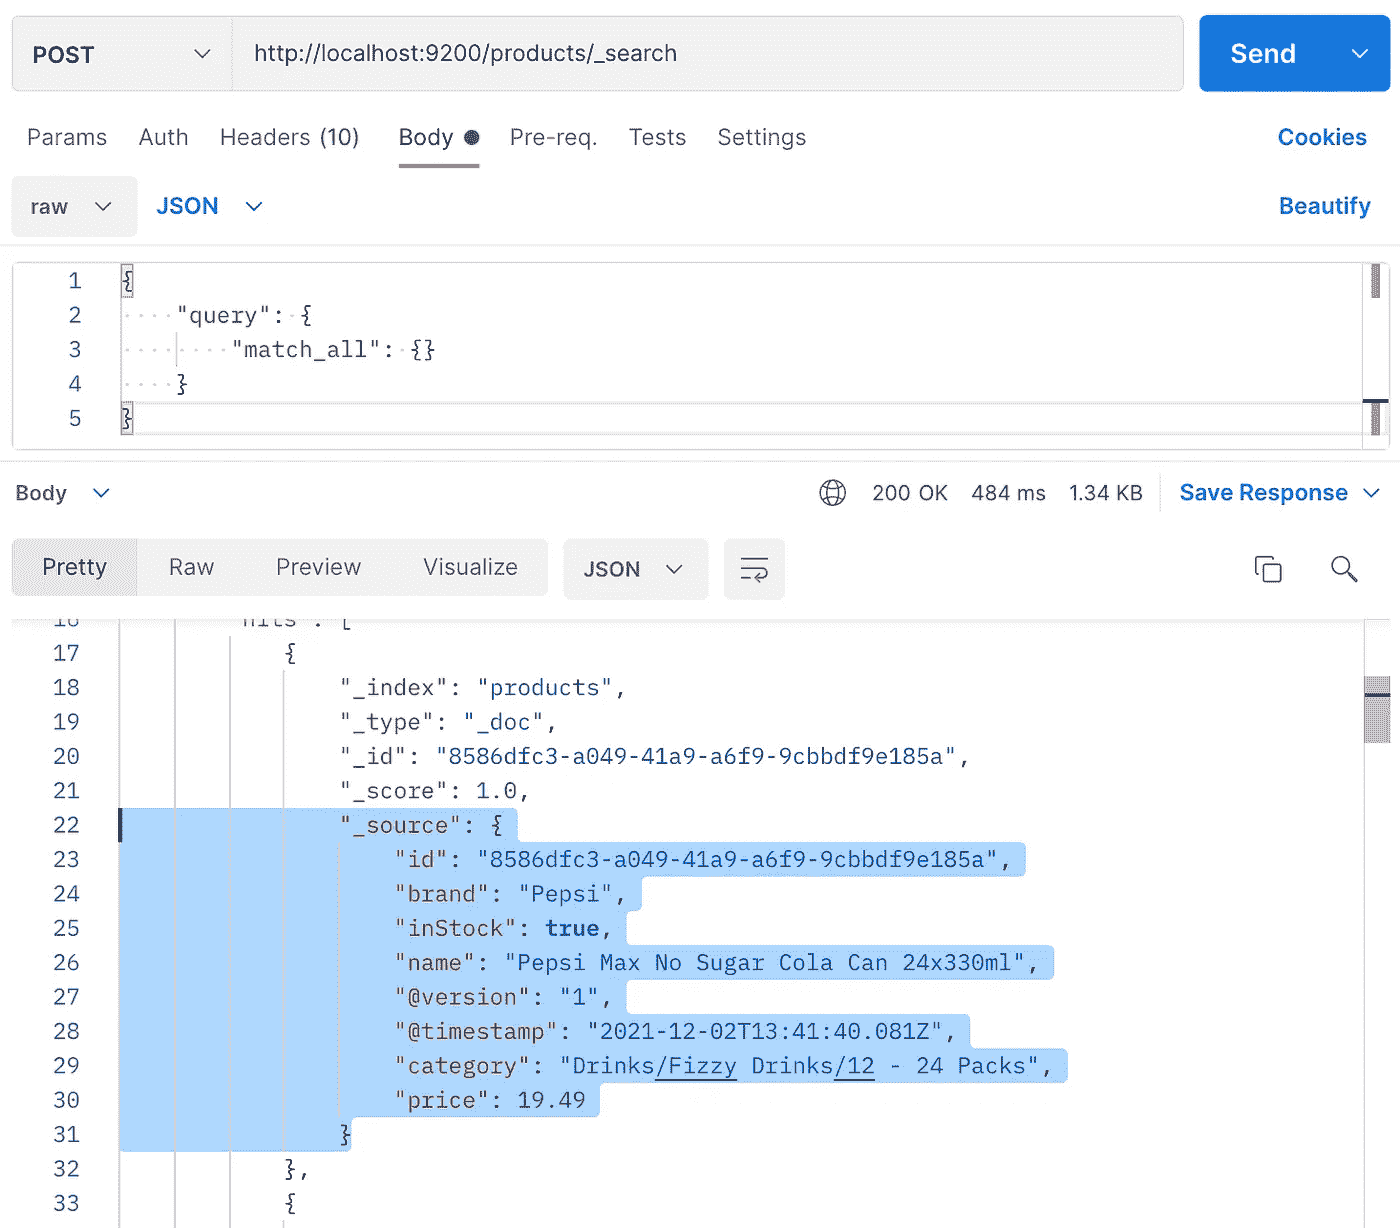 POST http://localhost:9200/products/_search Send
Params Auth Headers (10) Body Pre-req. Tests Settings Cookies
raw JSON Beautify
1 {
2 "query": {
3 "match_all": {}
4 }
5 }
Body 200 OK 484 ms 1.34 KB Save Response
Pretty Raw Preview Visualize JSON
16 "hits": [
17 {
18 "_index": "products",
19 "_type": "_doc",
20 "_id": "8586dfc3-a049-41a9-a6f9-9cbbdf9e185a",
21 "_score": 1.0,
22 "_source": {
23 "id": "8586dfc3-a049-41a9-a6f9-9cbbdf9e185a",
24 "brand": "Pepsi",
25 "inStock": true,
26 "name": "Pepsi Max No Sugar Cola Can 24x330ml",
27 "@version": "1",
28 "@timestamp": "2021-12-02T13:41:40.081Z",
29 "category": "Drinks/Fizzy Drinks/12 - 24 Packs",
30 "price": 19.49
31 }
32 },
33 {